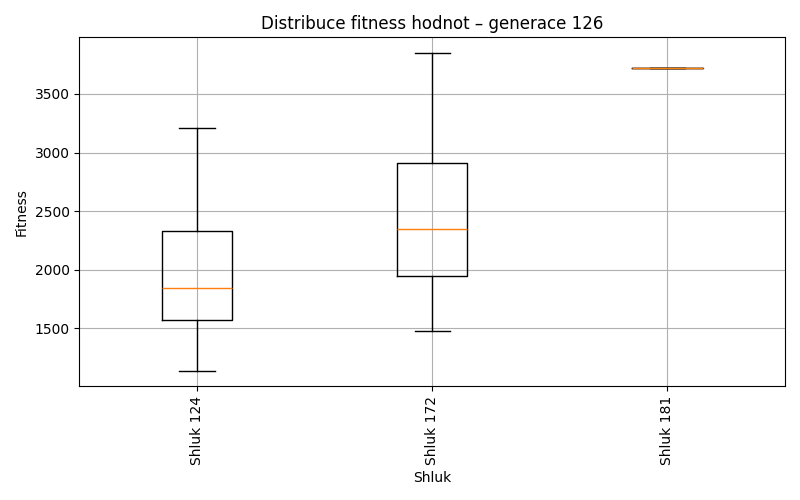 Distribuce fitness hodnot – generace 126
Fitness
3500
3000
2500
2000
1500
Shluk 124
Shluk 172
Shluk 181
Shluk